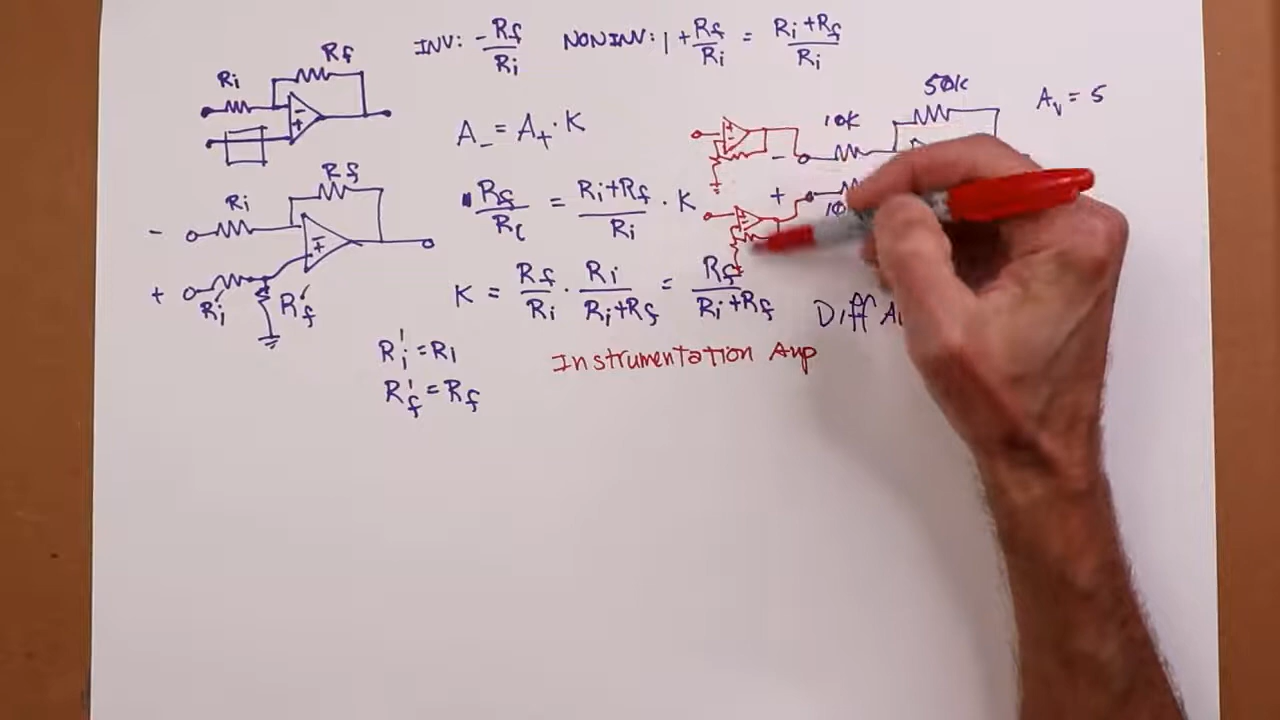 INV: -Rf/Ri NONINV: 1 + Rf/Ri = Ri+Rf/Ri
Ri Rf
A- = A+ · K
Rf/Ri = Ri+Rf/Ri · K
K = Rf/Ri · Ri/Ri+Rf = Rf/Ri+Rf
- Ri Rf
+ Ri' Rf'
Ri' = R1
Rf' = Rf
50K
Av = 5
10K
-
+
Diff
Instrumentation Amp